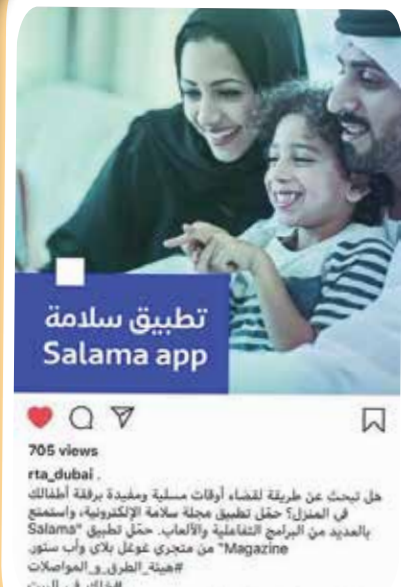 تطبيق سلامة
Salama app
705 views
rta_dubai .
هل تبحث عن طريقة لقضاء أوقات مسلية ومفيدة برفقة أطفالك
في المنزل؟ حمّل تطبيق مجلة سلامة الإلكترونية، واستمتع
بالعديد من البرامج التفاعلية والألعاب. حمّل تطبيق "Salama
Magazine" من متجري غوغل بلاي وآب ستور.
#هيئة_الطرق_و_المواصلات